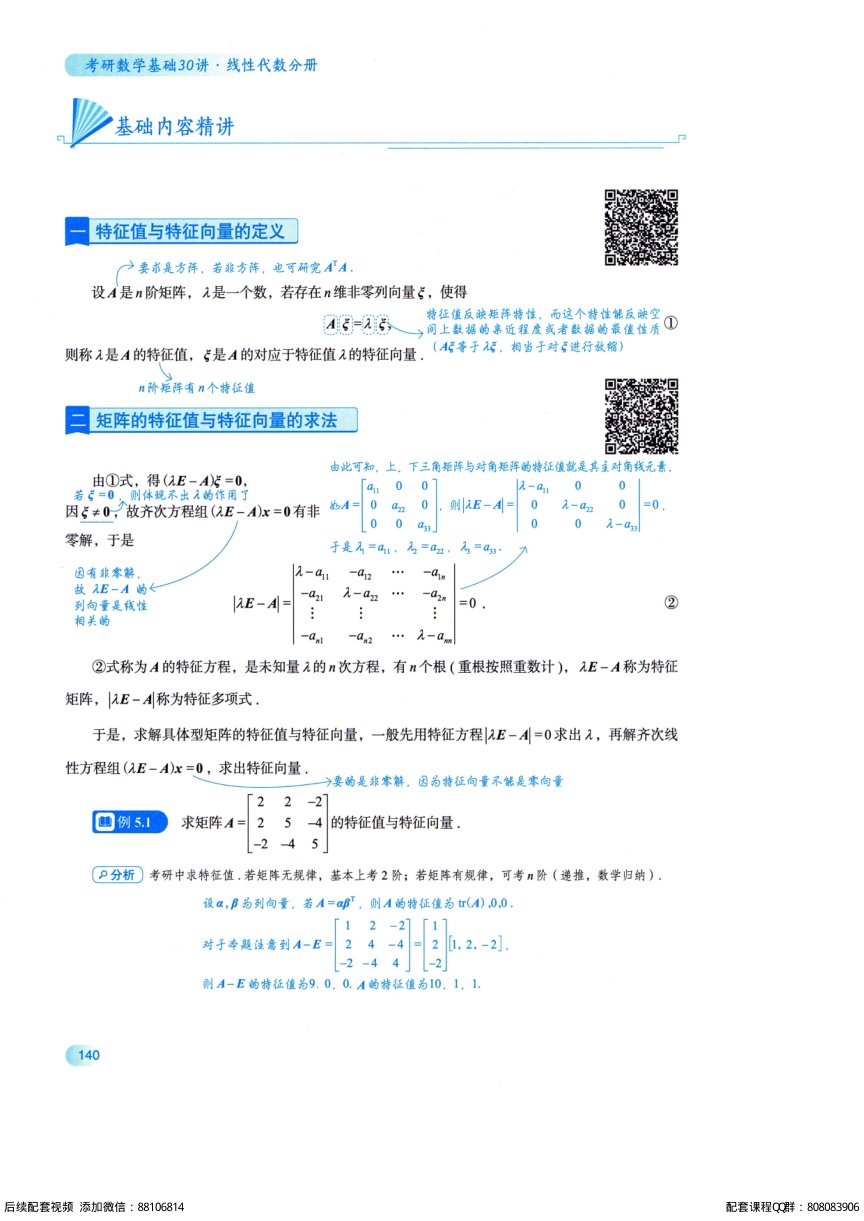 考研数学基础30讲·线性代数分册
基础内容精讲
一 特征值与特征向量的定义
要求是方阵，若非方阵，也可研究AᵀA．
设A是n阶矩阵，λ是一个数，若存在n维非零列向量ξ，使得
Aξ=λξ， ①
特征值反映矩阵特性，而这个特性能反映空
间上数据的亲近程度或者数据的最值性质
（Aξ等于λξ，相当于对ξ进行放缩）
则称λ是A的特征值，ξ是A的对应于特征值λ的特征向量．
n阶矩阵有n个特征值
二 矩阵的特征值与特征向量的求法
由①式，得(λE－A)ξ=0，
若ξ=0，则体现不出λ的作用了
因ξ≠0，故齐次方程组(λE－A)x=0有非
零解，于是
由此可知，上、下三角矩阵与对角矩阵的特征值就是其主对角线元素．
如A=[a₁₁ 0 0; 0 a₂₂ 0; 0 0 a₃₃]，则|λE－A|=|λ－a₁₁ 0 0; 0 λ－a₂₂ 0; 0 0 λ－a₃₃|=0，
于是λ₁=a₁₁，λ₂=a₂₂，λ₃=a₃₃．
因有非零解，
故λE－A的
列向量是线性
相关的
|λE－A|=|λ－a₁₁ －a₁₂ ⋯ －a₁ₙ; －a₂₁ λ－a₂₂ ⋯ －a₂ₙ; ⋮ ⋮ ⋮; －aₙ₁ －aₙ₂ ⋯ λ－aₙₙ|=0． ②
②式称为A的特征方程，是未知量λ的n次方程，有n个根(重根按照重数计)，λE－A称为特征
矩阵，|λE－A|称为特征多项式．
于是，求解具体型矩阵的特征值与特征向量，一般先用特征方程|λE－A|=0求出λ，再解齐次线
性方程组(λE－A)x=0，求出特征向量．
要的是非零解，因为特征向量不能是零向量
例 5.1 求矩阵A=[2 2 －2; 2 5 －4; －2 －4 5]的特征值与特征向量．
分析 考研中求特征值．若矩阵无规律，基本上考2阶；若矩阵有规律，可考n阶（递推，数学归纳）．
设α,β为列向量，若A=αβᵀ，则A的特征值为tr(A),0,0．
对于本题注意到A－E=[1 2 －2; 2 4 －4; －2 －4 4]=[1; 2; －2][1, 2, －2]，
则A－E的特征值为9，0，0．A的特征值为10，1，1．
140
后续配套视频 添加微信：88106814
配套课程QQ群：808083906